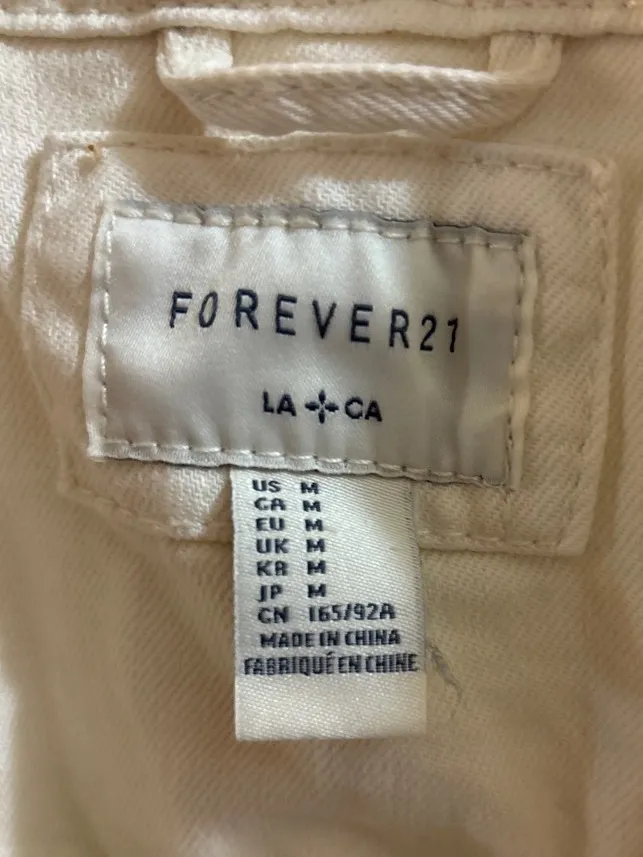 FOREVER21
LA CA
US M
CA M
EU M
UK M
KR M
JP M
CN 165/92A
MADE IN CHINA
FABRIQUÉ EN CHINE